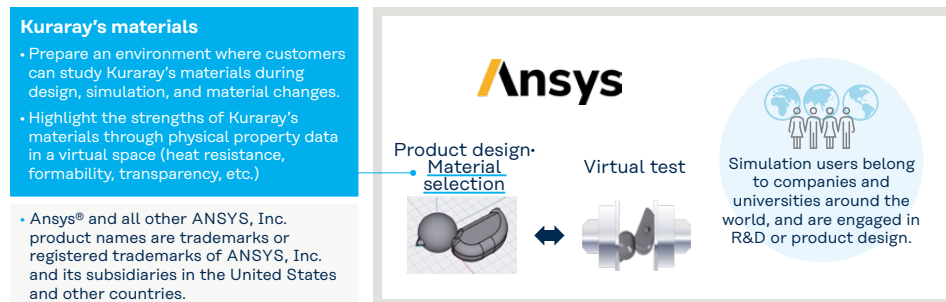 Kuraray's materials
• Prepare an environment where customers
can study Kuraray's materials during
design, simulation, and material changes.
• Highlight the strengths of Kuraray's
materials through physical property data
in a virtual space (heat resistance,
formability, transparency, etc.)
• Ansys® and all other ANSYS, Inc.
product names are trademarks or
registered trademarks of ANSYS, Inc.
and its subsidiaries in the United States
and other countries.
Ansys
Product design•
Material
selection
Virtual test
Simulation users belong
to companies and
universities around the
world, and are engaged in
R&D or product design.